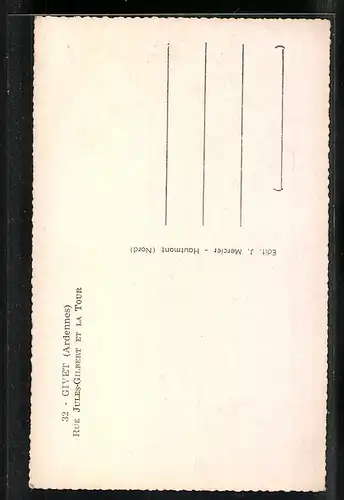 32 - GIVET (Ardennes)
RUE JULES-GILBERT ET LA TOUR
Edit. J. Mercier - Hautmont (Nord)